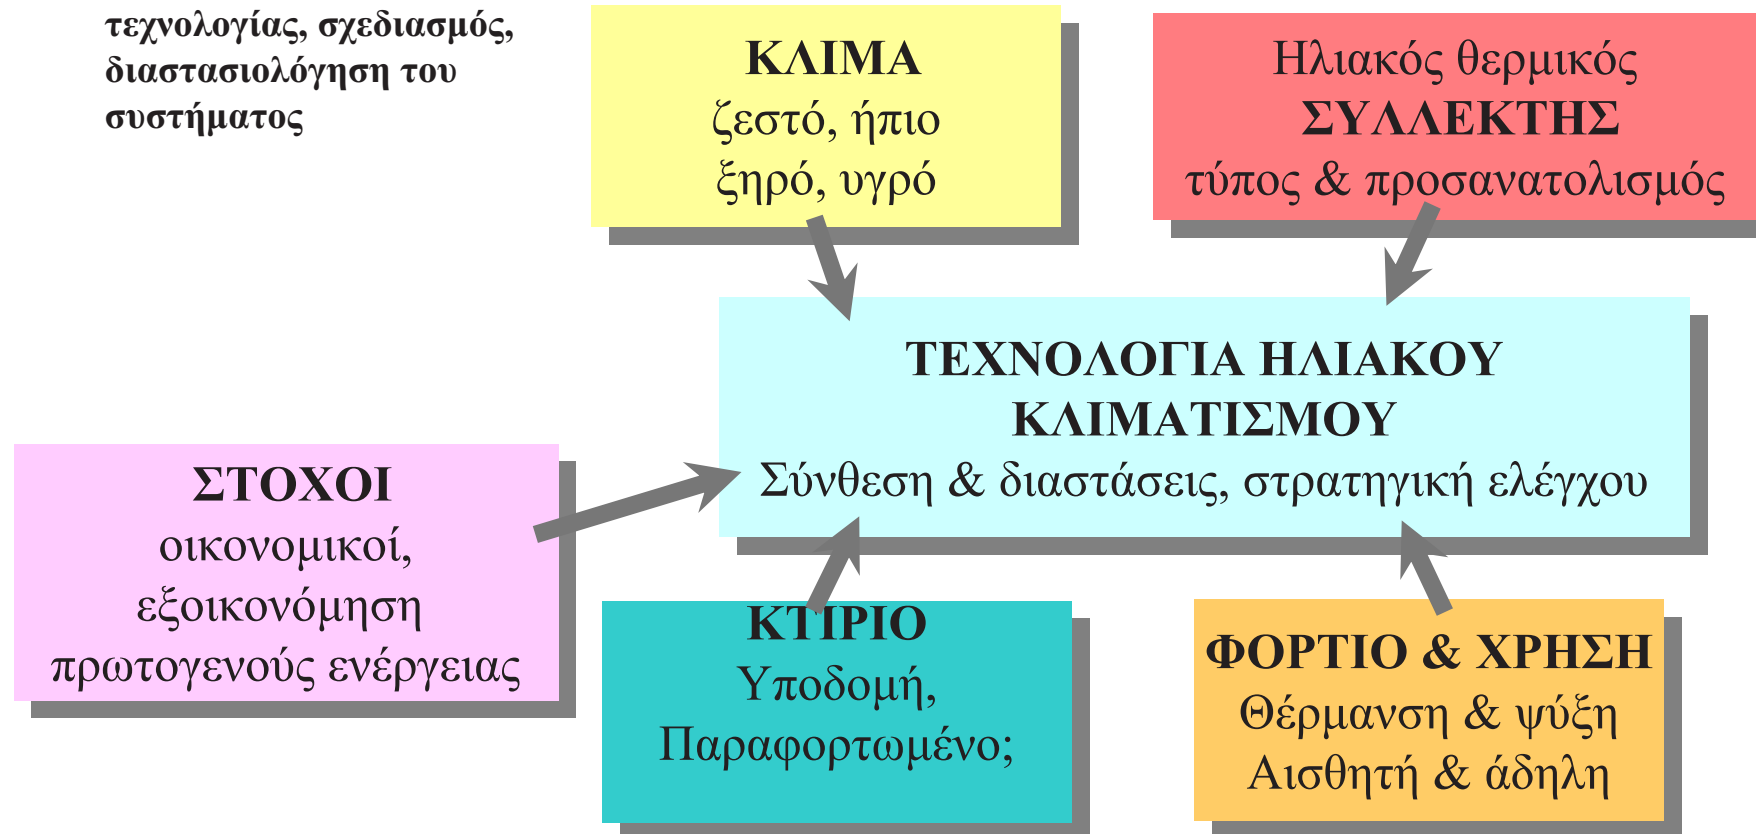 τεχνολογίας, σχεδιασμός,
διαστασιολόγηση του
συστήματος
ΚΛΙΜΑ
ζεστό, ήπιο
ξηρό, υγρό
Ηλιακός θερμικός
ΣΥΛΛΕΚΤΗΣ
τύπος & προσανατολισμός
ΤΕΧΝΟΛΟΓΙΑ ΗΛΙΑΚΟΥ
ΚΛΙΜΑΤΙΣΜΟΥ
Σύνθεση & διαστάσεις, στρατηγική ελέγχου
ΣΤΟΧΟΙ
οικονομικοί,
εξοικονόμηση
πρωτογενούς ενέργειας
ΚΤΙΡΙΟ
Υποδομή,
Παραφορτωμένο;
ΦΟΡΤΙΟ & ΧΡΗΣΗ
Θέρμανση & ψύξη
Αισθητή & άδηλη